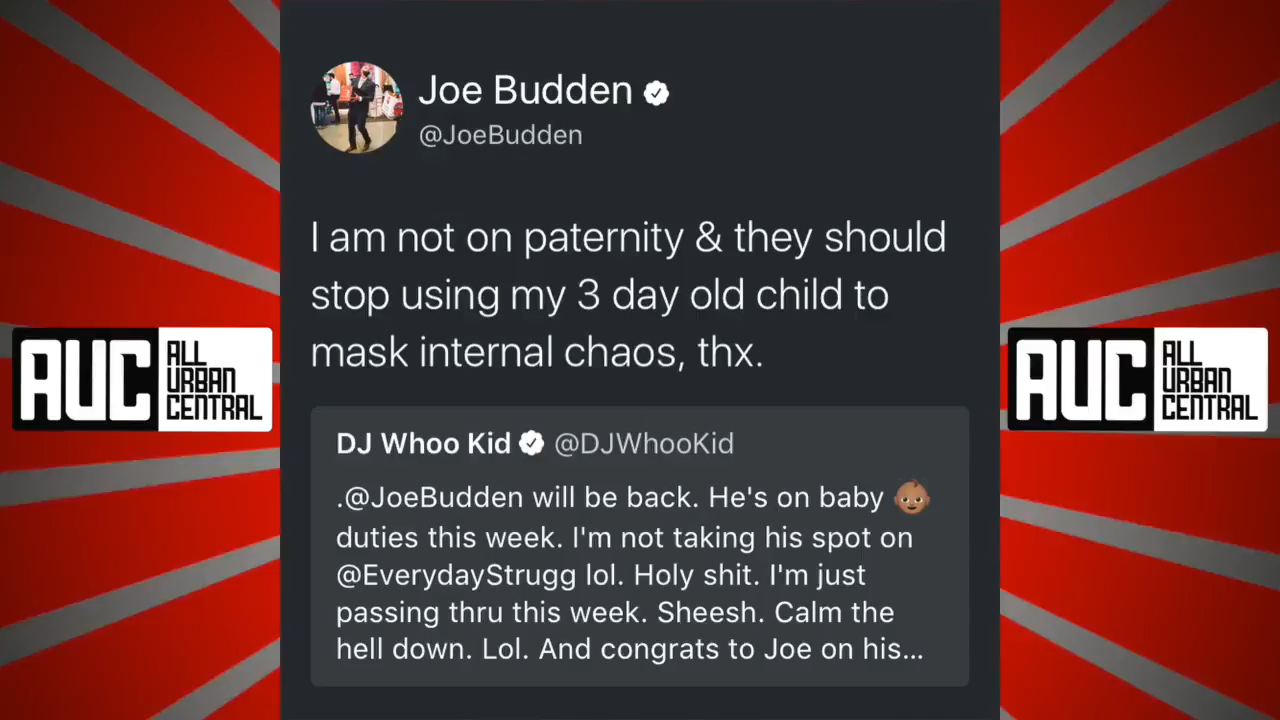 Joe Budden
@JoeBudden
I am not on paternity & they should
stop using my 3 day old child to
mask internal chaos, thx.
AUC
ALL
URBAN
CENTRAL
AUC
ALL
URBAN
CENTRAL
DJ Whoo Kid @DJWhooKid
.@JoeBudden will be back. He's on baby 👶🏽
duties this week. I'm not taking his spot on
@EverydayStrugg lol. Holy shit. I'm just
passing thru this week. Sheesh. Calm the
hell down. Lol. And congrats to Joe on his...